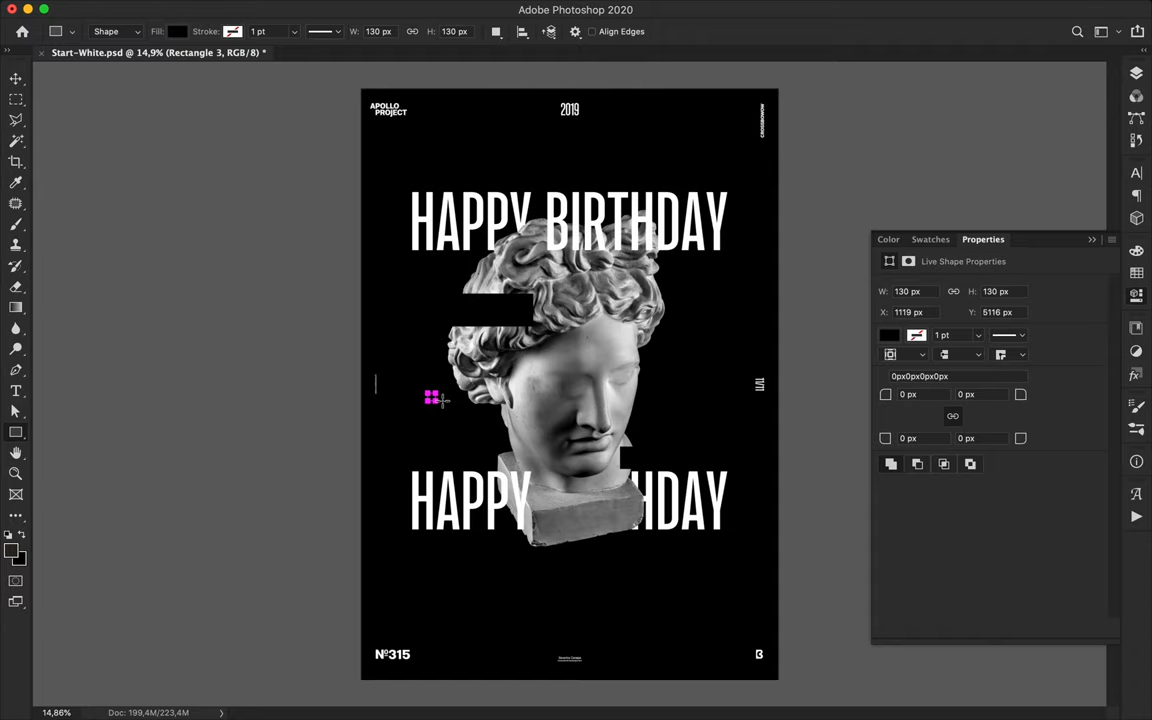 Adobe Photoshop 2020
Shape
Fill:
Stroke:
1 pt
W: 130 px
H: 130 px
Align Edges
Start-White.psd @ 14,9% (Rectangle 3, RGB/8) *
APOLLO
PROJECT
2019
CROSSBOWOW
HAPPY BIRTHDAY
11/11
HAPPY
HDAY
Nº315
B
Color
Swatches
Properties
Live Shape Properties
W: 130 px
H: 130 px
X: 1119 px
Y: 5116 px
1 pt
0px0px0px0px
0 px
0 px
0 px
0 px
14,86%
Doc: 199,4M/223,4M